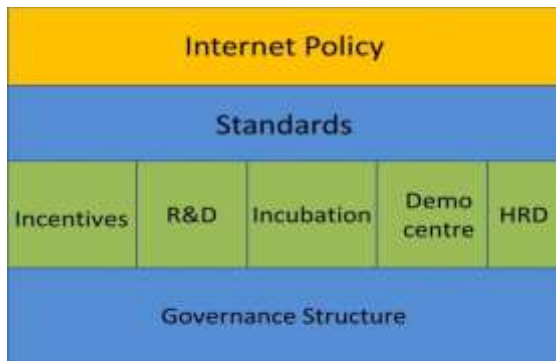 Internet Policy
Standards
Incentives
R&D
Incubation
Demo
centre
HRD
Governance Structure